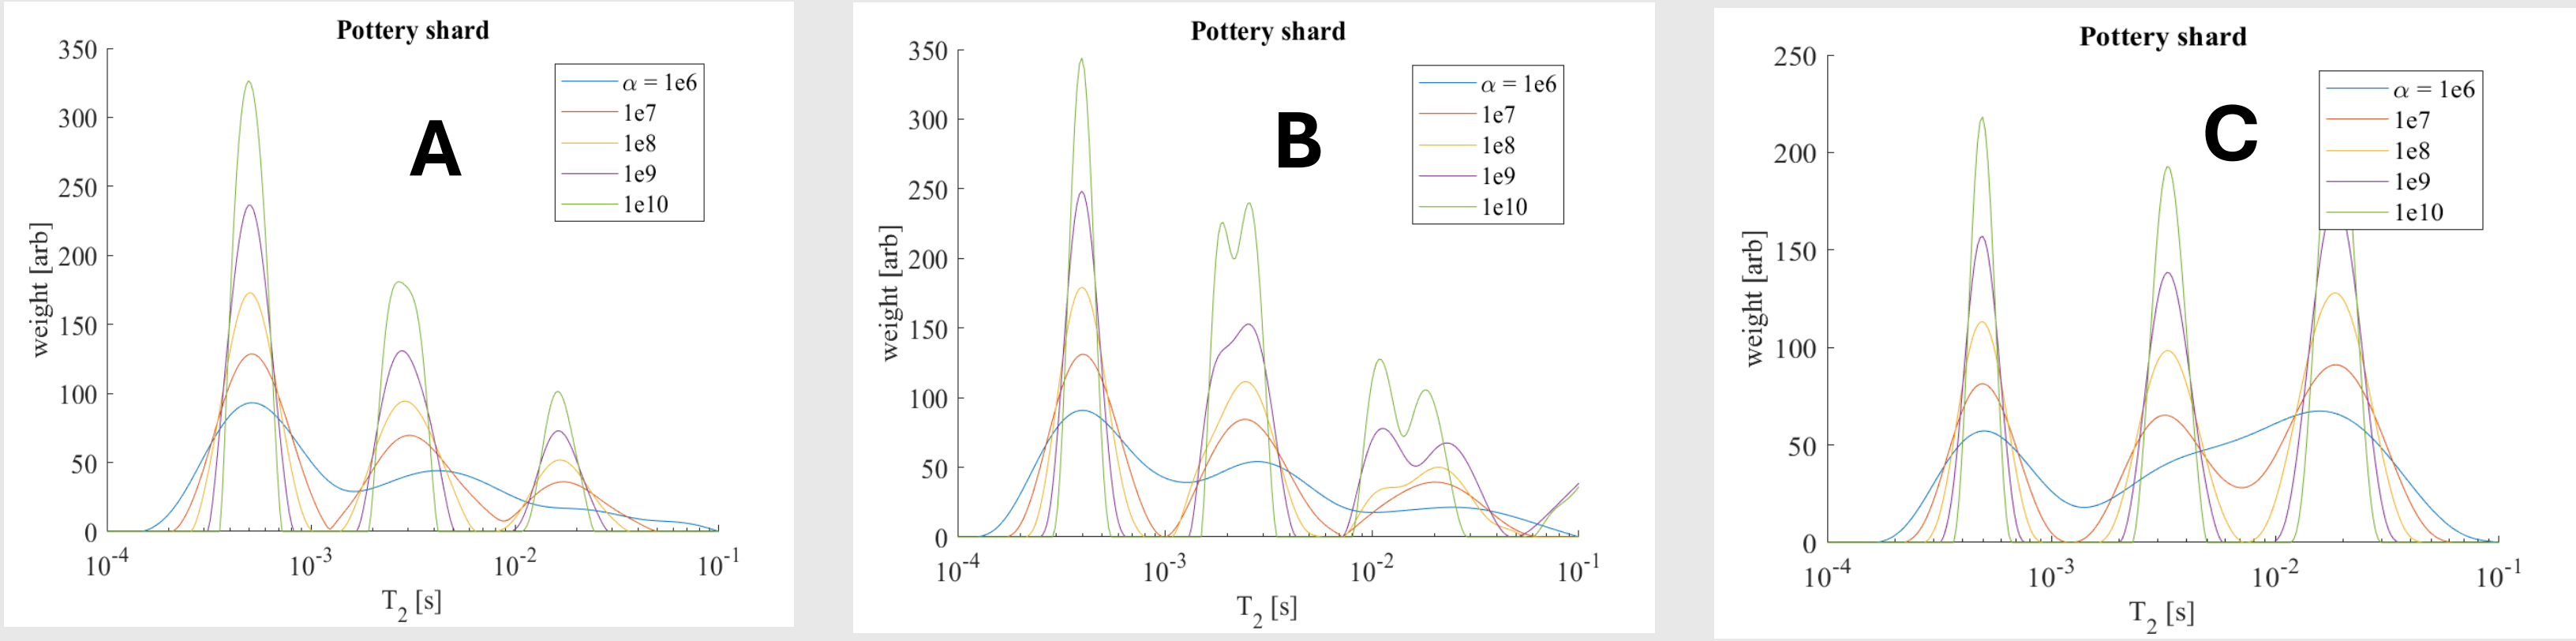 Pottery shard
350
300
250
200
150
100
50
0
weight [arb]
A
α = 1e6
1e7
1e8
1e9
1e10
10-4
10-3
10-2
10-1
T2 [s]
Pottery shard
350
300
250
200
150
100
50
0
weight [arb]
B
α = 1e6
1e7
1e8
1e9
1e10
10-4
10-3
10-2
10-1
T2 [s]
Pottery shard
250
200
150
100
50
0
weight [arb]
C
α = 1e6
1e7
1e8
1e9
1e10
10-4
10-3
10-2
10-1
T2 [s]